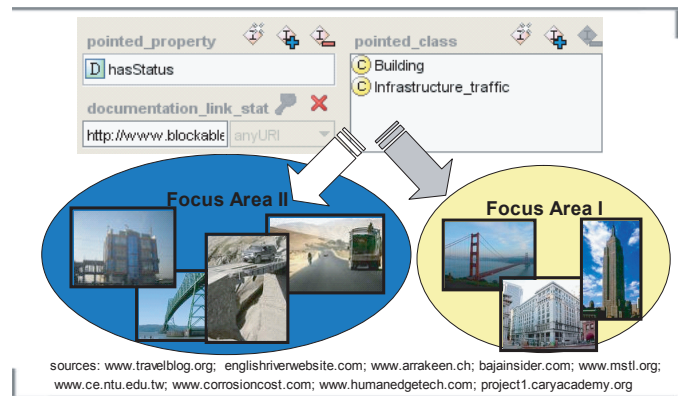 pointed_property
pointed_class
D hasStatus
C Building
C Infrastructure_traffic
documentation_link_stat
http://www.blockable
anyURI
Focus Area II
Focus Area I
sources: www.travelblog.org; englishriverwebsite.com; www.arrakeen.ch; bajainsider.com; www.mstl.org;
www.ce.ntu.edu.tw; www.corrosioncost.com; www.humanedgetech.com; project1.caryacademy.org